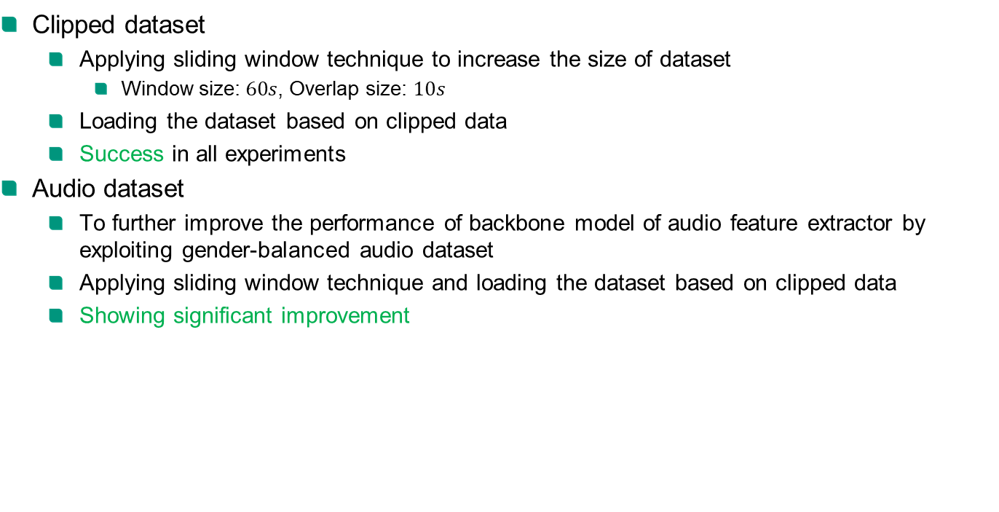 Clipped dataset
Applying sliding window technique to increase the size of dataset
Window size: 60s, Overlap size: 10s
Loading the dataset based on clipped data
Success in all experiments
Audio dataset
To further improve the performance of backbone model of audio feature extractor by
exploiting gender-balanced audio dataset
Applying sliding window technique and loading the dataset based on clipped data
Showing significant improvement